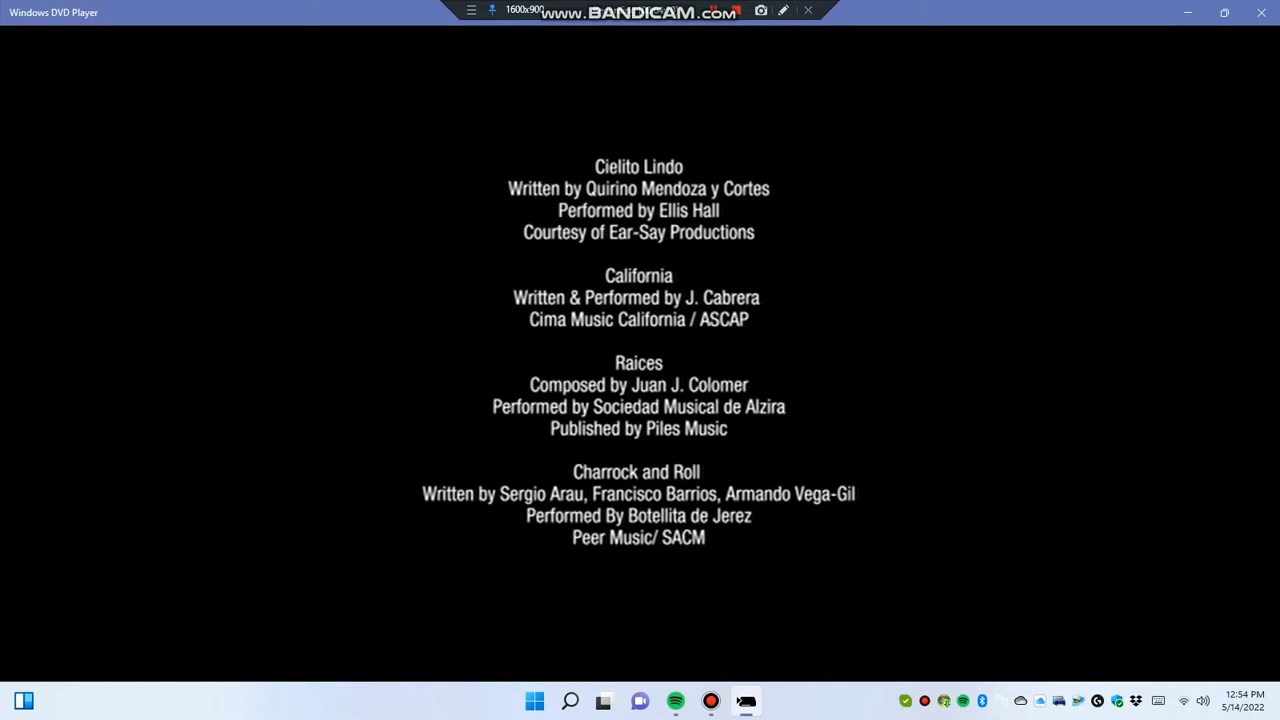 Windows DVD Player
1600x900
www.BANDICAM.com
Cielito Lindo
Written by Quirino Mendoza y Cortes
Performed by Ellis Hall
Courtesy of Ear-Say Productions
California
Written & Performed by J. Cabrera
Cima Music California / ASCAP
Raices
Composed by Juan J. Colomer
Performed by Sociedad Musical de Alzira
Published by Piles Music
Charrock and Roll
Written by Sergio Arau, Francisco Barrios, Armando Vega-Gil
Performed By Botellita de Jerez
Peer Music/ SACM
12:54 PM
5/14/2022